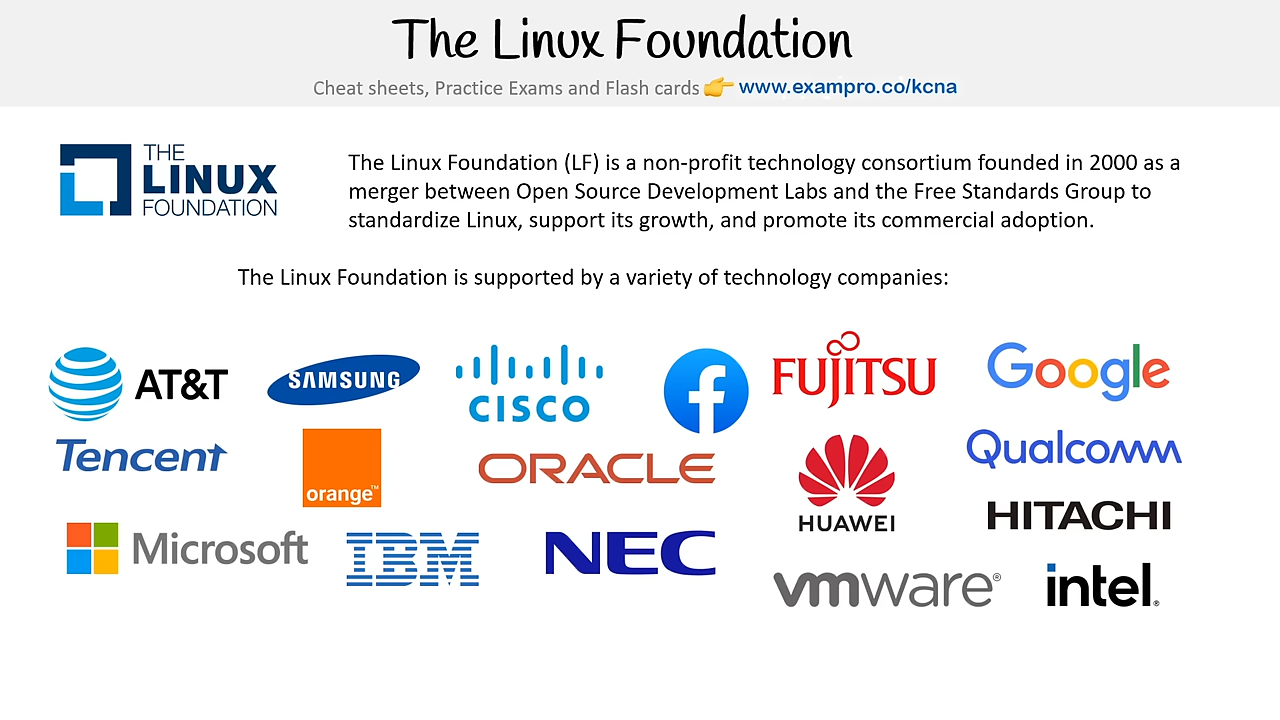 The Linux Foundation
Cheat sheets, Practice Exams and Flash cards 👉 www.exampro.co/kcna
THE
LINUX
FOUNDATION
The Linux Foundation (LF) is a non-profit technology consortium founded in 2000 as a
merger between Open Source Development Labs and the Free Standards Group to
standardize Linux, support its growth, and promote its commercial adoption.
The Linux Foundation is supported by a variety of technology companies:
AT&T
SAMSUNG
CISCO
f
FUJITSU
Google
Tencent
orange™
ORACLE
HUAWEI
Qualcomm
HITACHI
Microsoft
IBM
NEC
vmware®
intel®